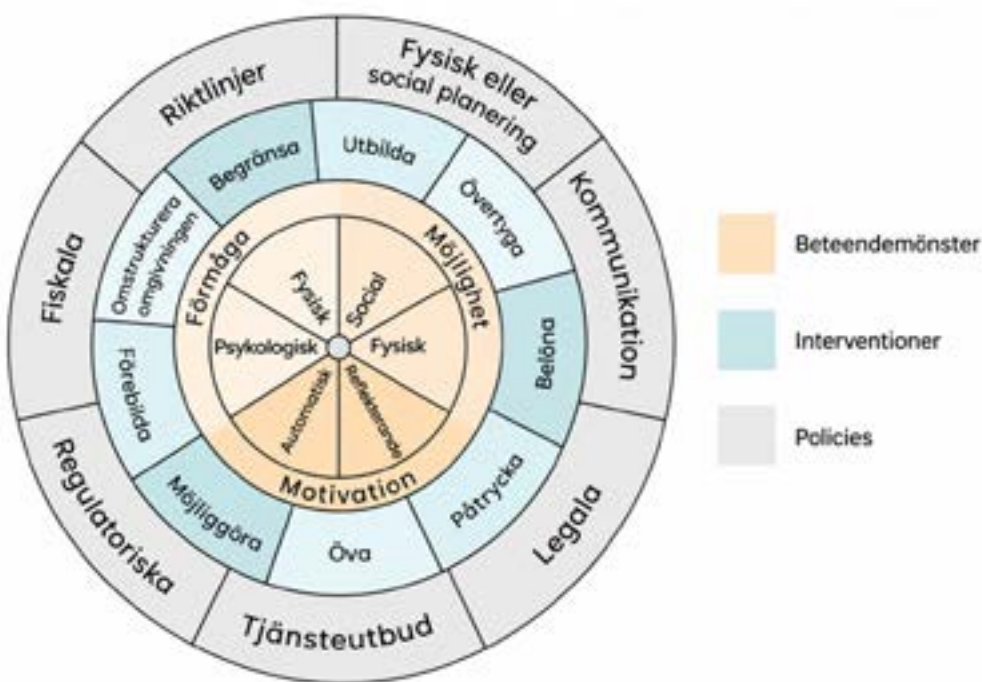 Fysisk eller
social planering
Kommunikation
Legala
Tjänsteutbud
Regulatoriska
Fiskala
Riktlinjer
Utbilda
Övertyga
Belöna
Påtrycka
Öva
Möjliggöra
Förebilda
Omstrukturera
omgivningen
Begränsa
Möjlighet
Motivation
Förmåga
Social
Fysisk
Reflektorande
Automatisk
Psykologisk
Fysisk
Beteendemönster
Interventioner
Policies